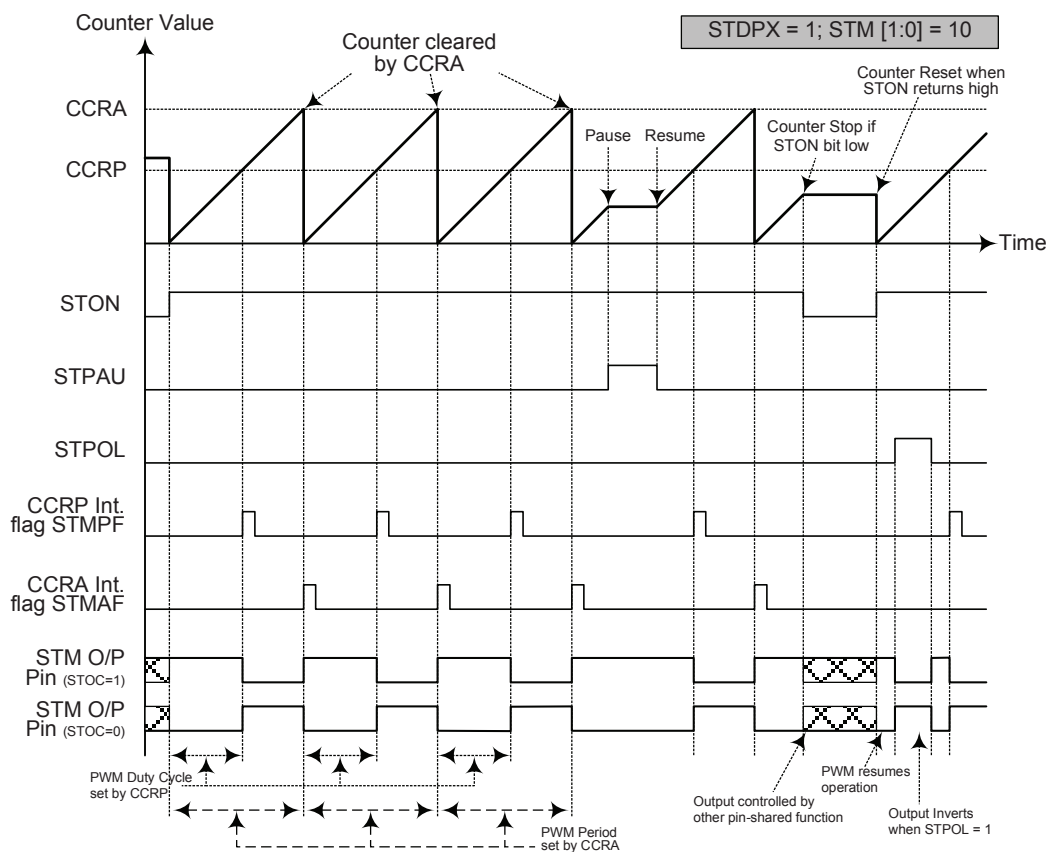 Counter Value
STDPX = 1; STM [1:0] = 10
Counter cleared
by CCRA
Counter Reset when
STON returns high
CCRA
Pause
Resume
Counter Stop if
STON bit low
CCRP
Time
STON
STPAU
STPOL
CCRP Int.
flag STMPF
CCRA Int.
flag STMAF
STM O/P
Pin (STOC=1)
STM O/P
Pin (STOC=0)
PWM Duty Cycle
set by CCRP
PWM resumes
operation
Output controlled by
other pin-shared function
Output Inverts
when STPOL = 1
PWM Period
set by CCRA